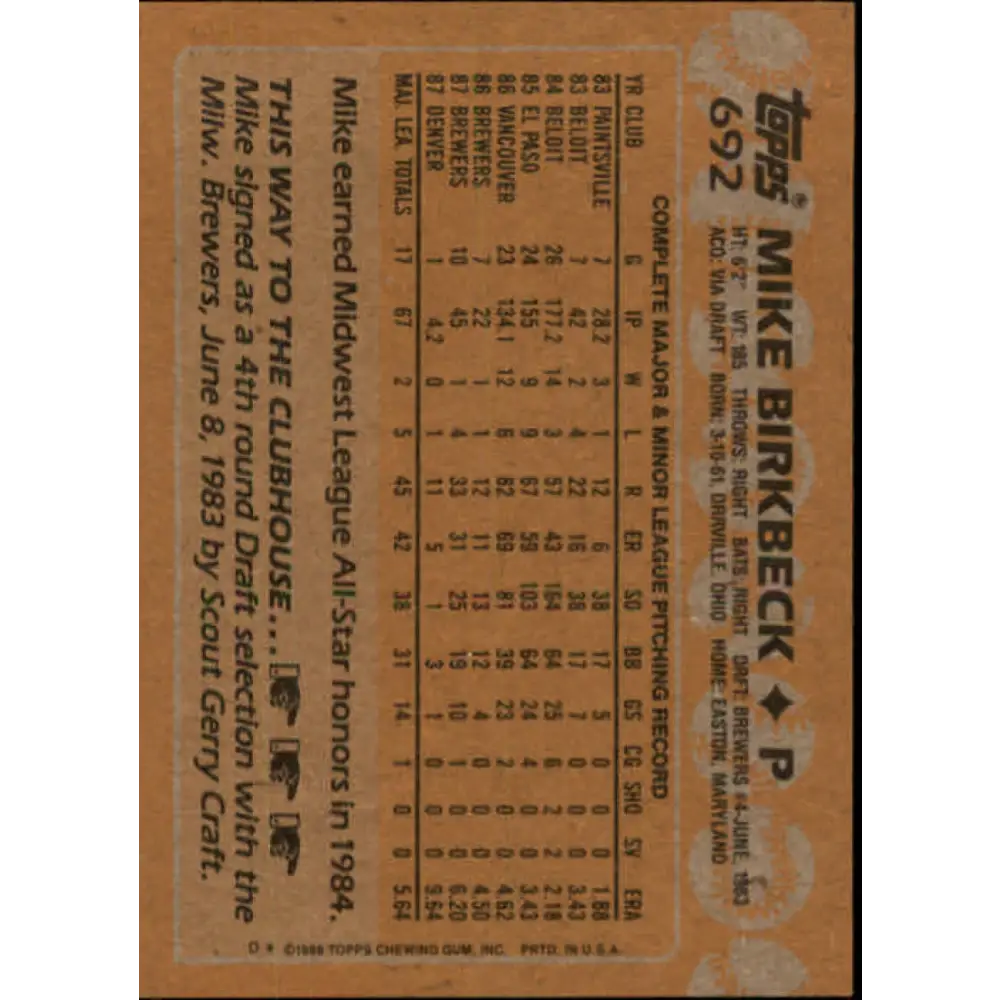 topps®
692
MIKE BIRKBECK ♦ P
HT: 6'2" WT: 185 THROWS: RIGHT BATS: RIGHT DRFT: BREWERS #4-JUNE, 1983
ACQ: VIA DRAFT BORN: 3-10-61, ORRVILLE, OHIO HOME: EASTON, MARYLAND
COMPLETE MAJOR & MINOR LEAGUE PITCHING RECORD
YR CLUB G IP W L R ER SO BB GS CG SHO SV ERA
83 PAINTSVILLE 7 28.2 3 1 12 6 38 17 5 0 0 0 1.88
83 BELOIT 7 42 2 4 22 16 38 17 7 0 0 0 3.43
84 BELOIT 26 177.2 14 3 57 43 164 64 25 6 2 2 2.18
85 EL PASO 24 155 9 9 67 59 103 64 24 4 0 0 3.43
86 VANCOUVER 23 134.1 12 6 82 69 81 39 23 2 0 0 4.62
86 BREWERS 7 22 1 1 12 11 13 12 4 0 0 0 4.50
87 BREWERS 10 45 1 4 33 31 25 19 10 1 0 0 6.20
87 DENVER 1 4.2 0 1 11 5 1 3 1 0 0 0 9.64
MAJ. LEA. TOTALS 17 67 2 5 45 42 38 31 14 1 0 0 5.64
Mike earned Midwest League All-Star honors in 1984.
THIS WAY TO THE CLUBHOUSE...
Mike signed as a 4th round Draft selection with the
Milw. Brewers, June 8, 1983 by Scout Gerry Craft.
D* ©1988 TOPPS CHEWING GUM, INC. PRTD. IN U.S.A.